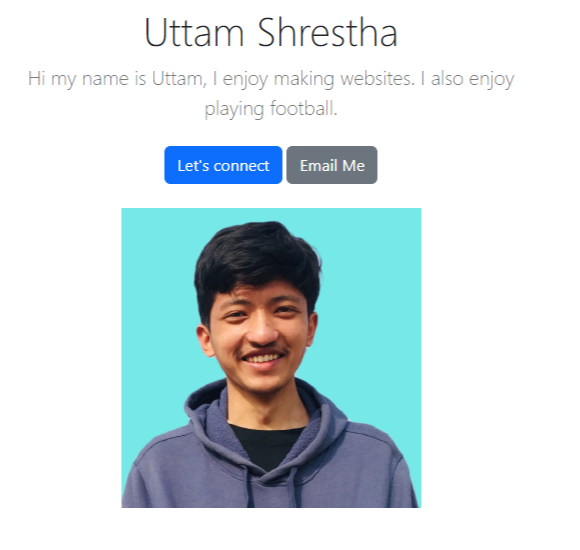 Uttam Shrestha
Hi my name is Uttam, I enjoy making websites. I also enjoy
playing football.
Let's connect Email Me